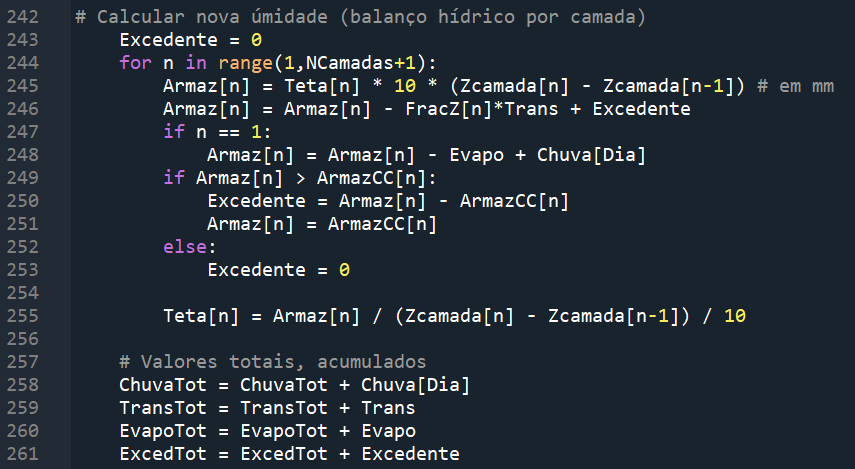 242 # Calcular nova úmidade (balanço hídrico por camada)
243     Excedente = 0
244     for n in range(1,NCamadas+1):
245         Armaz[n] = Teta[n] * 10 * (Zcamada[n] - Zcamada[n-1]) # em mm
246         Armaz[n] = Armaz[n] - FracZ[n]*Trans + Excedente
247         if n == 1:
248             Armaz[n] = Armaz[n] - Evapo + Chuva[Dia]
249         if Armaz[n] > ArmazCC[n]:
250             Excedente = Armaz[n] - ArmazCC[n]
251             Armaz[n] = ArmazCC[n]
252         else:
253             Excedente = 0
254
255         Teta[n] = Armaz[n] / (Zcamada[n] - Zcamada[n-1]) / 10
256
257     # Valores totais, acumulados
258     ChuvaTot = ChuvaTot + Chuva[Dia]
259     TransTot = TransTot + Trans
260     EvapoTot = EvapoTot + Evapo
261     ExcedTot = ExcedTot + Excedente